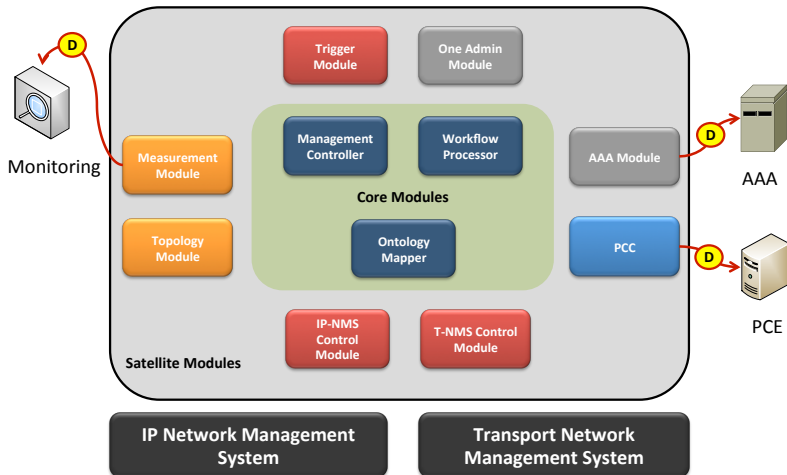 D
Trigger
Module
One Admin
Module
Monitoring
Measurement
Module
Management
Controller
Workflow
Processor
AAA Module
D
AAA
Core Modules
Topology
Module
Ontology
Mapper
PCC
D
PCE
IP-NMS
Control
Module
T-NMS Control
Module
Satellite Modules
IP Network Management
System
Transport Network
Management System